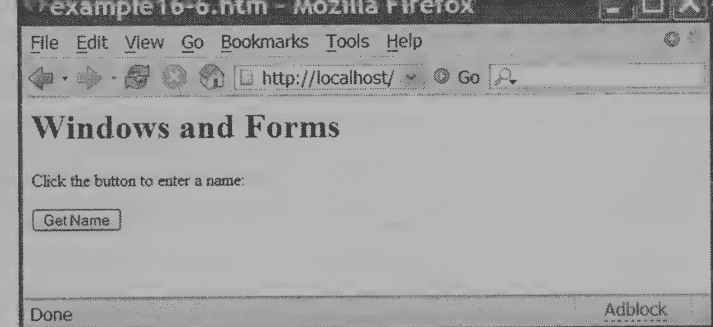 example16-6.htm - Mozilla Firefox
File Edit View Go Bookmarks Tools Help
http://localhost/ Go
Windows and Forms
Click the button to enter a name:
Get Name
Done Adblock